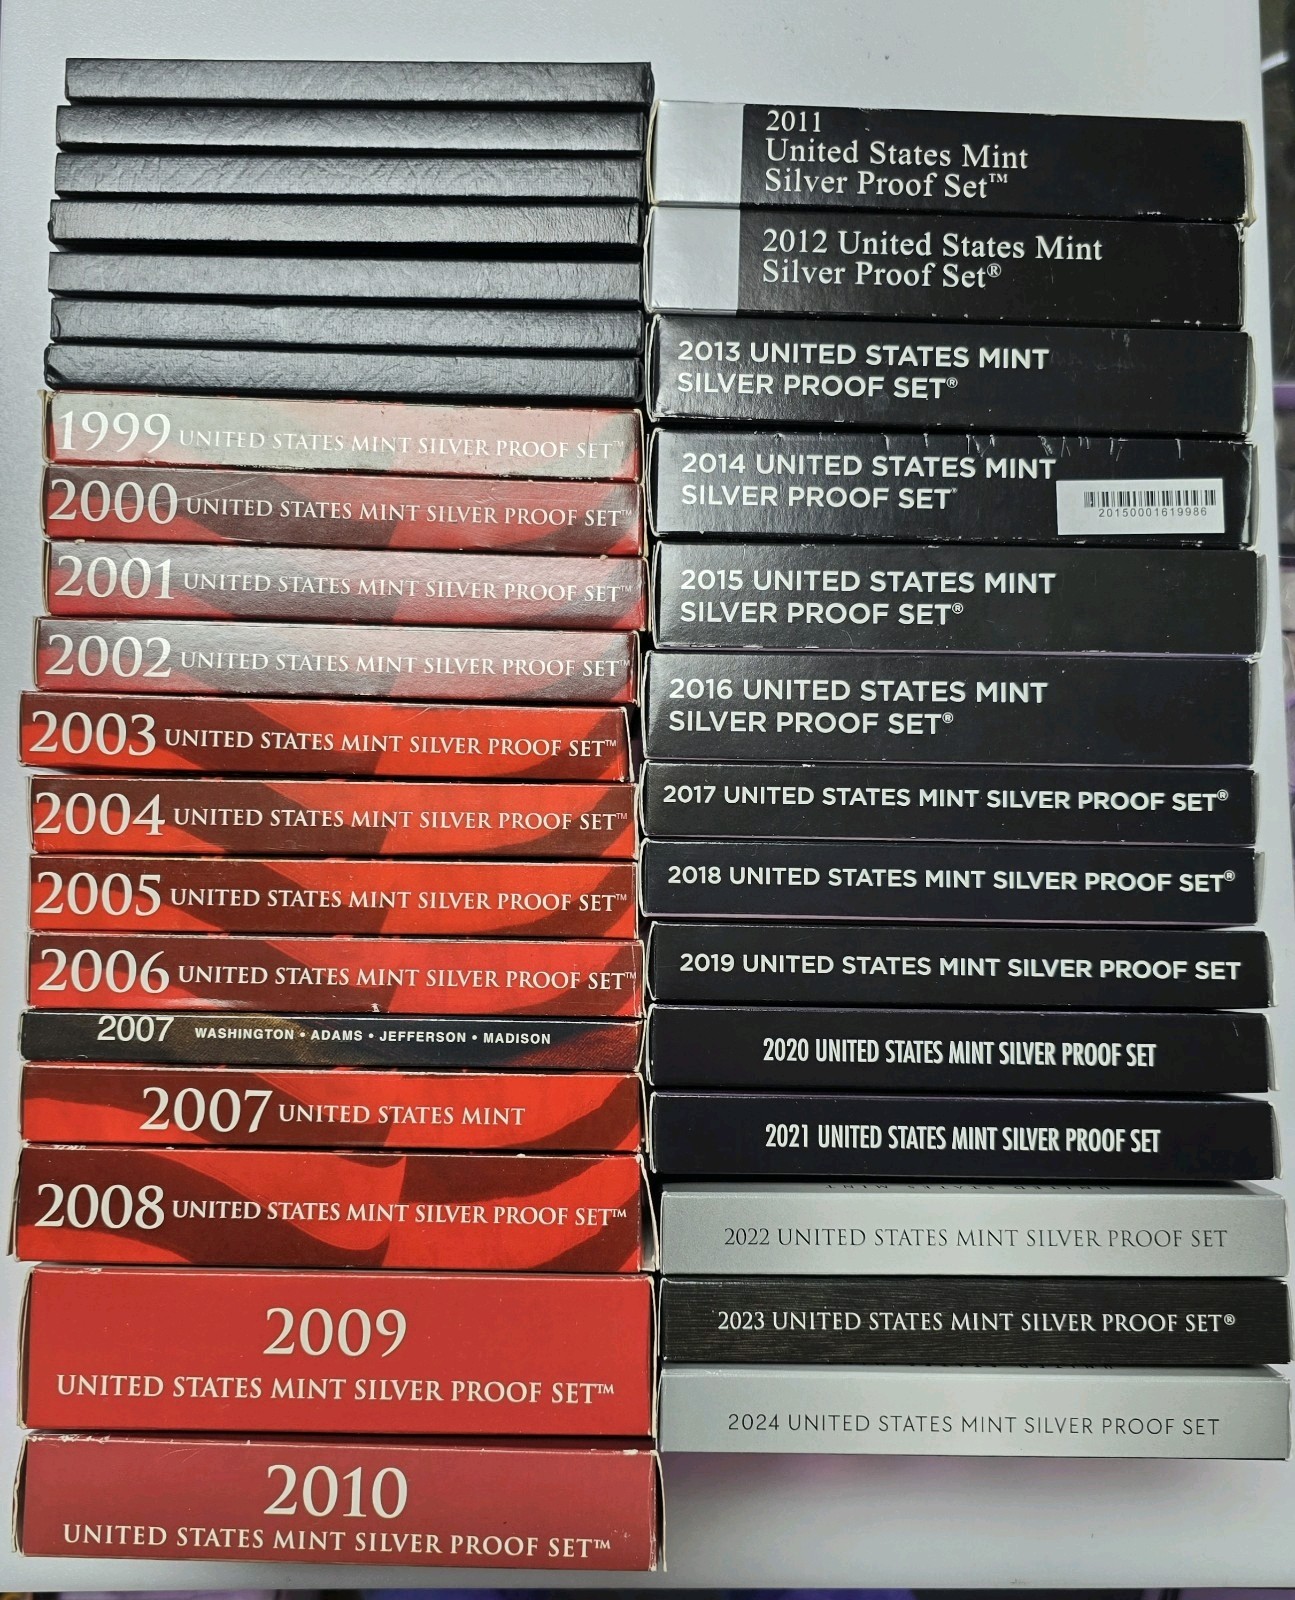 1999 UNITED STATES MINT SILVER PROOF SET™
2000 UNITED STATES MINT SILVER PROOF SET™
2001 UNITED STATES MINT SILVER PROOF SET™
2002 UNITED STATES MINT SILVER PROOF SET™
2003 UNITED STATES MINT SILVER PROOF SET™
2004 UNITED STATES MINT SILVER PROOF SET™
2005 UNITED STATES MINT SILVER PROOF SET™
2006 UNITED STATES MINT SILVER PROOF SET™
2007 WASHINGTON • ADAMS • JEFFERSON • MADISON
2007 UNITED STATES MINT
2008 UNITED STATES MINT SILVER PROOF SET™
2009
UNITED STATES MINT SILVER PROOF SET™
2010
UNITED STATES MINT SILVER PROOF SET™
2011
United States Mint
Silver Proof Set™
2012 United States Mint
Silver Proof Set®
2013 UNITED STATES MINT
SILVER PROOF SET®
2014 UNITED STATES MINT
SILVER PROOF SET®
20150001619986
2015 UNITED STATES MINT
SILVER PROOF SET®
2016 UNITED STATES MINT
SILVER PROOF SET®
2017 UNITED STATES MINT SILVER PROOF SET®
2018 UNITED STATES MINT SILVER PROOF SET®
2019 UNITED STATES MINT SILVER PROOF SET
2020 UNITED STATES MINT SILVER PROOF SET
2021 UNITED STATES MINT SILVER PROOF SET
2022 UNITED STATES MINT SILVER PROOF SET
2023 UNITED STATES MINT SILVER PROOF SET®
2024 UNITED STATES MINT SILVER PROOF SET